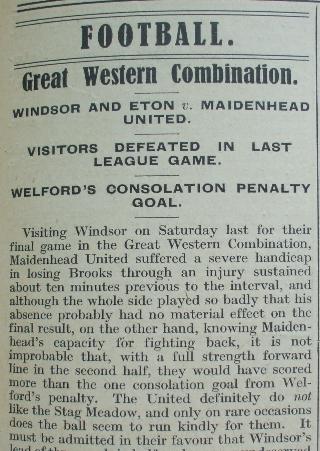 FOOTBALL.
Great Western Combination.
WINDSOR AND ETON v. MAIDENHEAD
UNITED.
VISITORS DEFEATED IN LAST
LEAGUE GAME.
WELFORD'S CONSOLATION PENALTY
GOAL.
Visiting Windsor on Saturday last for their
final game in the Great Western Combination,
Maidenhead United suffered a severe handicap
in losing Brooks through an injury sustained
about ten minutes previous to the interval, and
although the whole side played so badly that his
absence probably had no material effect on the
final result, on the other hand, knowing Maiden-
head's capacity for fighting back, it is not
improbable that, with a full strength forward
line in the second half, they would have scored
more than the one consolation goal from Wel-
ford's penalty. The United definitely do not
like the Stag Meadow, and only on rare occasions
does the ball seem to run kindly for them. It
must be admitted in their favour that Windsor's